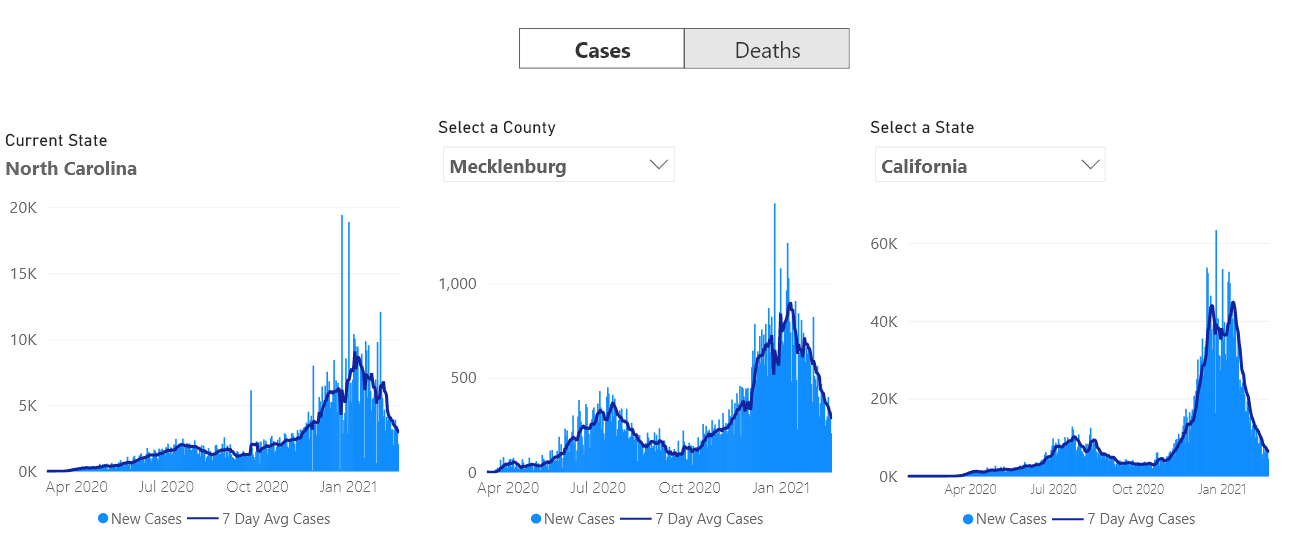 Cases Deaths
Current State
North Carolina
20K
15K
10K
5K
0K
Apr 2020 Jul 2020 Oct 2020 Jan 2021
New Cases 7 Day Avg Cases
Select a County
Mecklenburg
1,000
500
0
Apr 2020 Jul 2020 Oct 2020 Jan 2021
New Cases 7 Day Avg Cases
Select a State
California
60K
40K
20K
0K
Apr 2020 Jul 2020 Oct 2020 Jan 2021
New Cases 7 Day Avg Cases